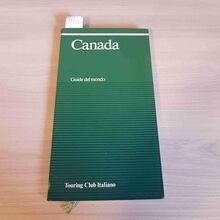 Canada
Guide del mondo
Touring Club Italiano